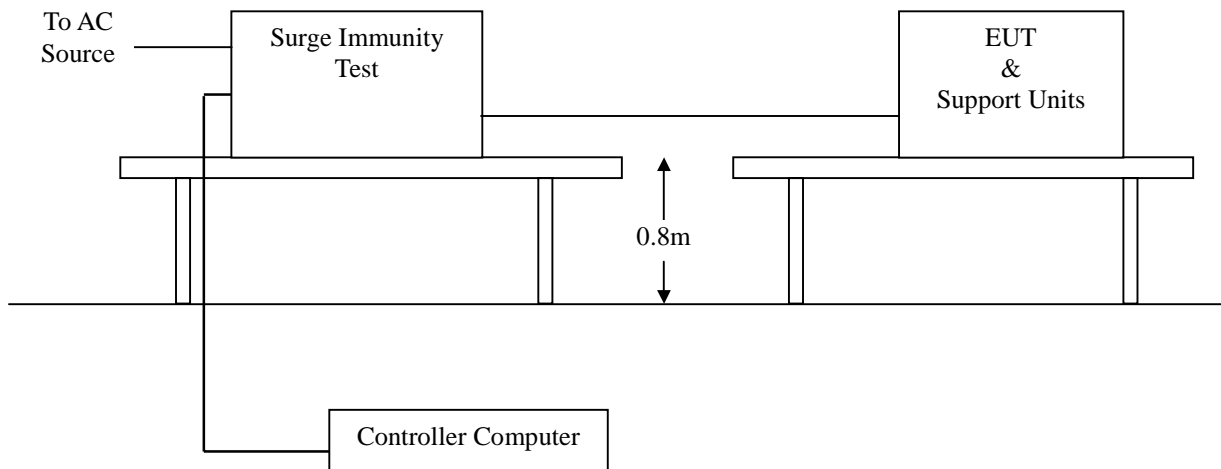 To AC
Source
Surge Immunity
Test
EUT
&
Support Units
0.8m
Controller Computer